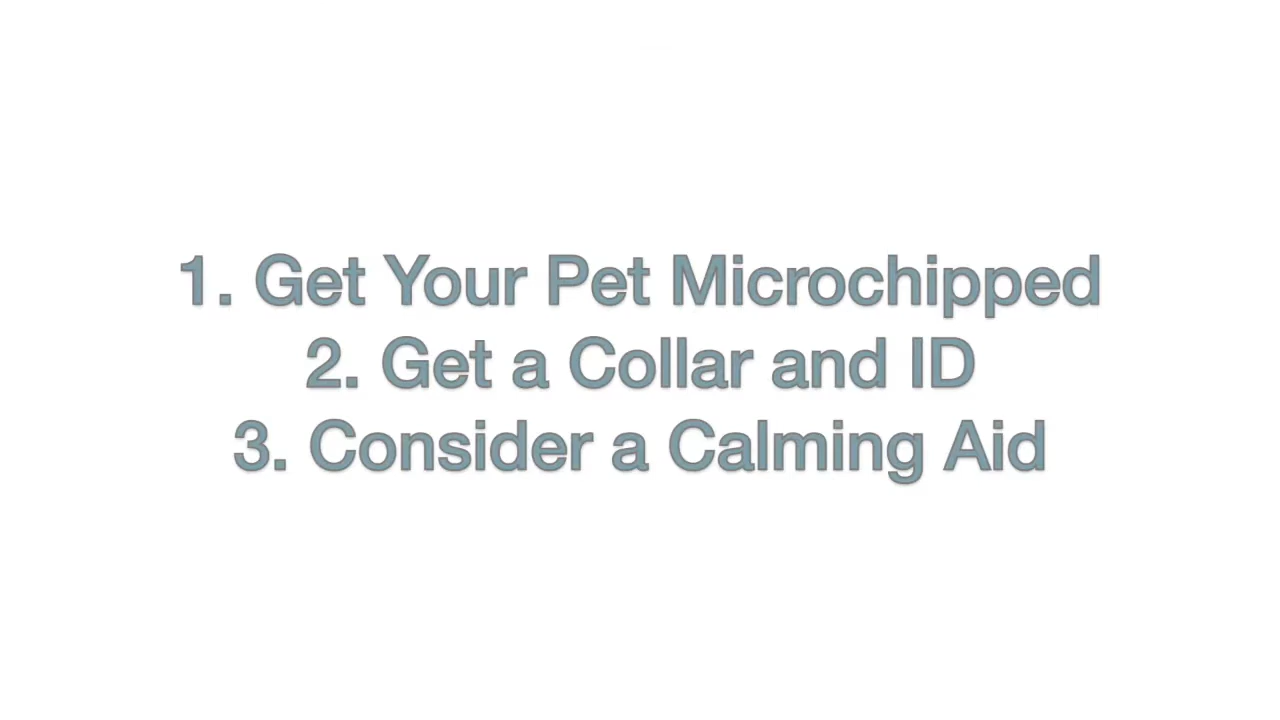 1. Get Your Pet Microchipped
2. Get a Collar and ID
3. Consider a Calming Aid